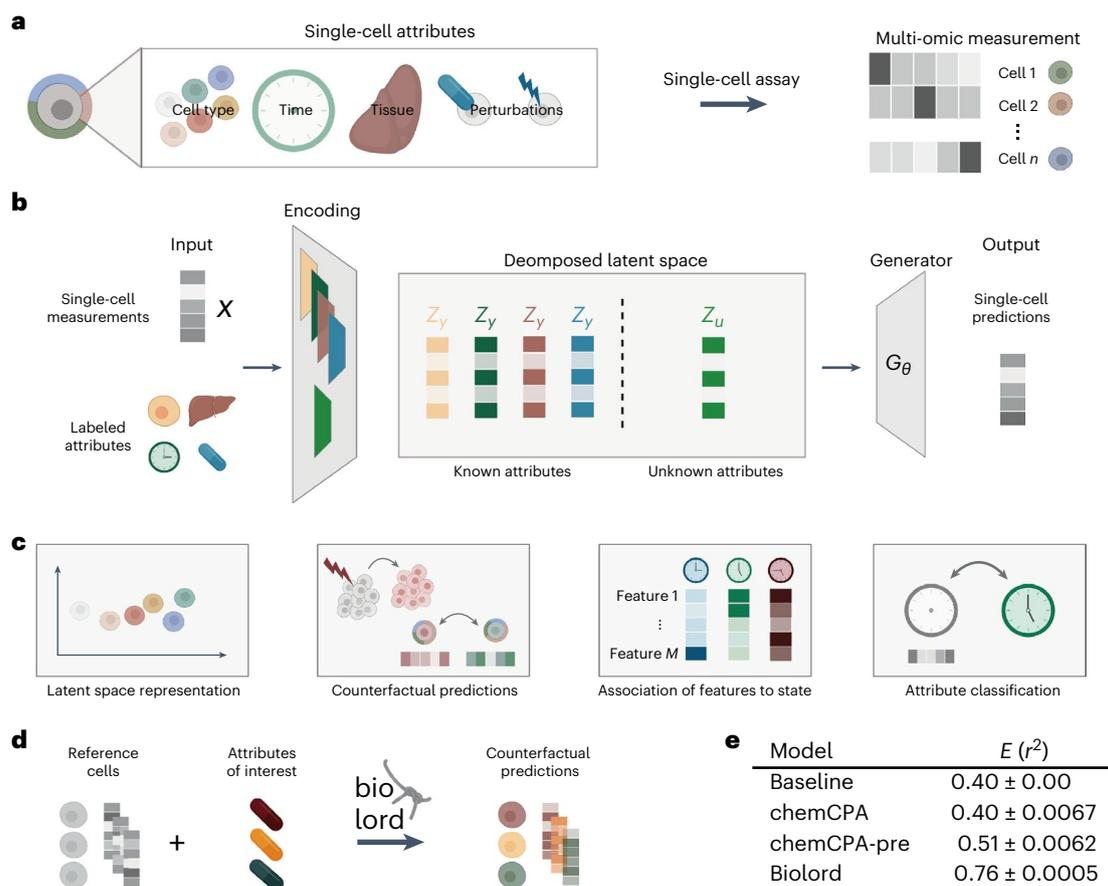 a
Single-cell attributes
Cell type
Time
Tissue
Perturbations
Single-cell assay
Multi-omic measurement
Cell 1
Cell 2
⋮
Cell n
b
Input
Single-cell
measurements
X
Labeled
attributes
Encoding
Deomposed latent space
Z_y Z_y Z_y Z_y Z_u
Known attributes
Unknown attributes
Generator
G_θ
Output
Single-cell
predictions
c
Latent space representation
Counterfactual predictions
Feature 1
⋮
Feature M
Association of features to state
Attribute classification
d
Reference
cells
+
Attributes
of interest
bio
lord
Counterfactual
predictions
e
Model E (r²)
Baseline 0.40 ± 0.00
chemCPA 0.40 ± 0.0067
chemCPA-pre 0.51 ± 0.0062
Biolord 0.76 ± 0.0005